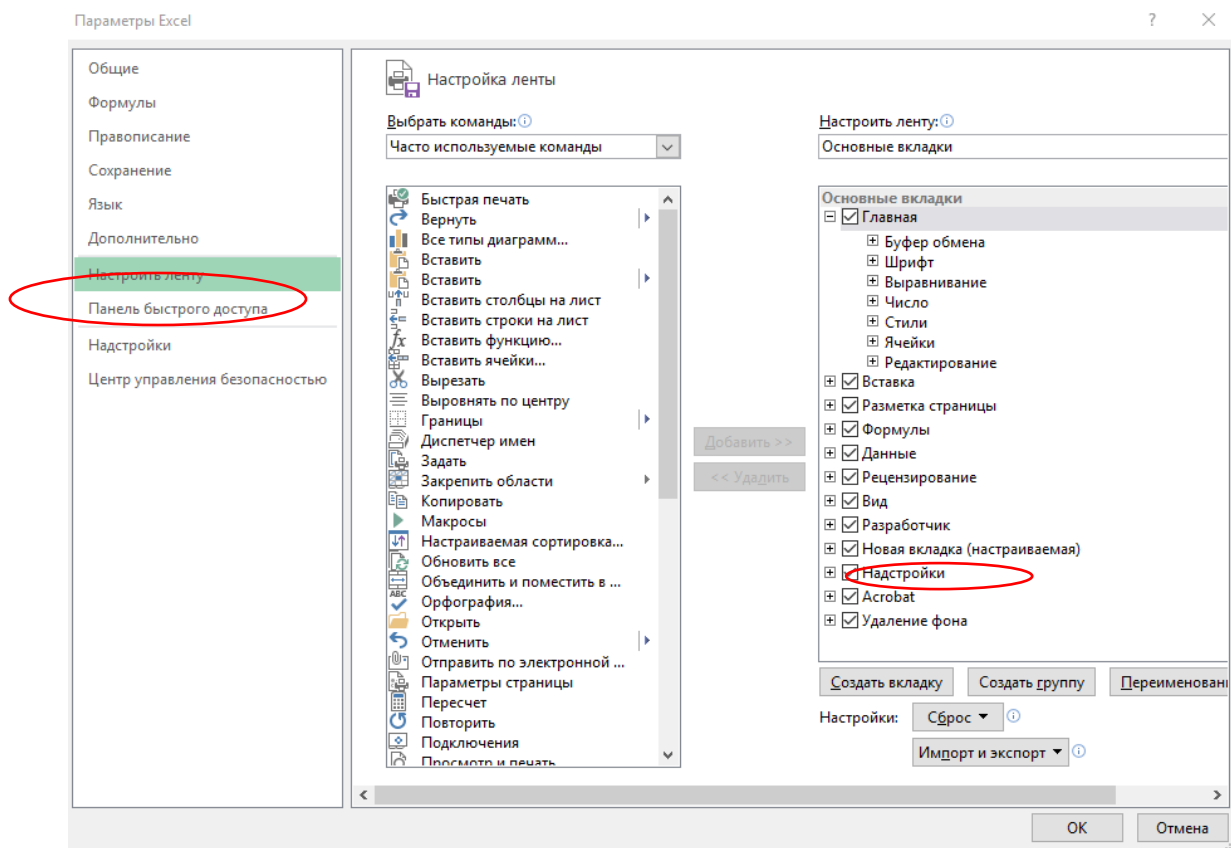 Параметры Excel
Общие
Формулы
Правописание
Сохранение
Язык
Дополнительно
Настроить ленту
Панель быстрого доступа
Надстройки
Центр управления безопасностью
Настройка ленты
Выбрать команды:
Часто используемые команды
Быстрая печать
Вернуть
Все типы диаграмм...
Вставить
Вставить
Вставить столбцы на лист
Вставить строки на лист
Вставить функцию...
Вставить ячейки...
Вырезать
Выровнять по центру
Границы
Диспетчер имен
Задать
Закрепить области
Копировать
Макросы
Настраиваемая сортировка...
Обновить все
Объединить и поместить в ...
Орфография...
Открыть
Отменить
Отправить по электронной ...
Параметры страницы
Пересчет
Повторить
Подключения
Просмотр и печать
Добавить >>
<< Удалить
Настроить ленту:
Основные вкладки
Основные вкладки
Главная
Буфер обмена
Шрифт
Выравнивание
Число
Стили
Ячейки
Редактирование
Вставка
Разметка страницы
Формулы
Данные
Рецензирование
Вид
Разработчик
Новая вкладка (настраиваемая)
Надстройки
Acrobat
Удаление фона
Создать вкладку
Создать группу
Переименовани
Настройки:
Сброс
Импорт и экспорт
ОК
Отмена